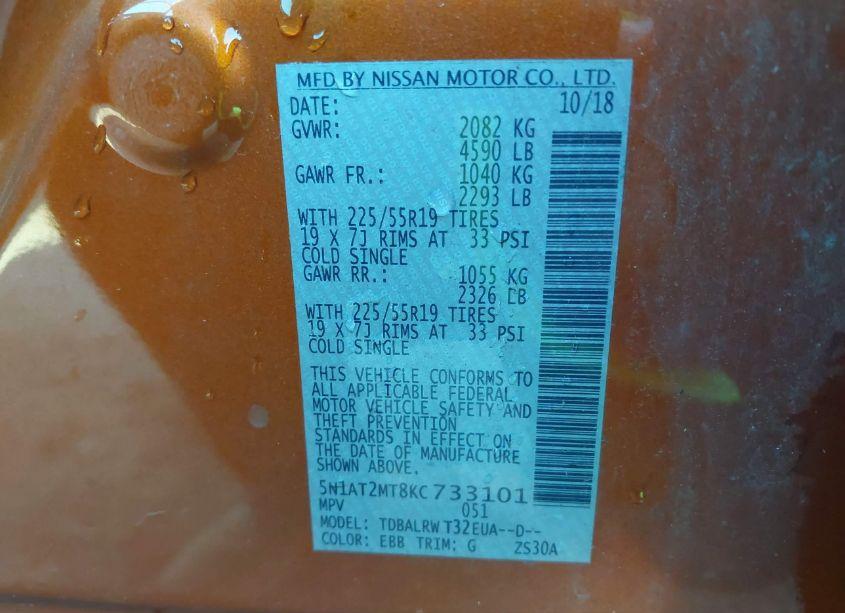 MFD BY NISSAN MOTOR CO., LTD.
DATE: 10/18
GVWR: 2082 KG
4590 LB
GAWR FR.: 1040 KG
2293 LB
WITH 225/55R19 TIRES
19 X 7J RIMS AT 33 PSI
COLD SINGLE
GAWR RR.: 1055 KG
2326 LB
WITH 225/55R19 TIRES
19 X 7J RIMS AT 33 PSI
COLD SINGLE
THIS VEHICLE CONFORMS TO
ALL APPLICABLE FEDERAL
MOTOR VEHICLE SAFETY AND
THEFT PREVENTION
STANDARDS IN EFFECT ON
THE DATE OF MANUFACTURE
SHOWN ABOVE.
5N1AT2MT8KC733101
MPV 051
MODEL: TDBALRW T32EUA--D--
COLOR: EBB TRIM: G ZS30A